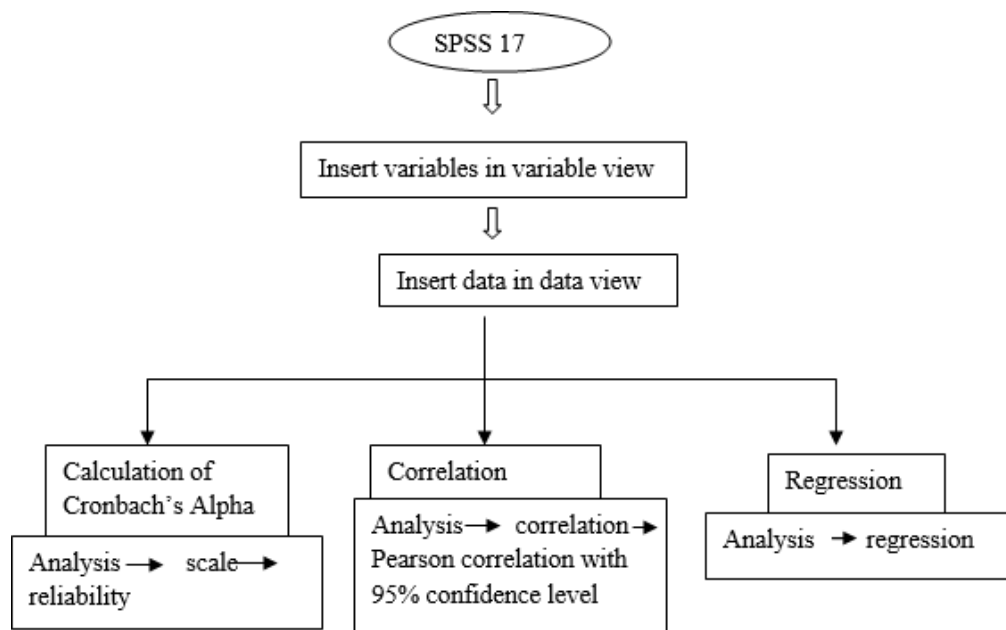 SPSS 17
Insert variables in variable view
Insert data in data view
Calculation of
Cronbach’s Alpha
Analysis → scale →
reliability
Correlation
Analysis → correlation →
Pearson correlation with
95% confidence level
Regression
Analysis → regression